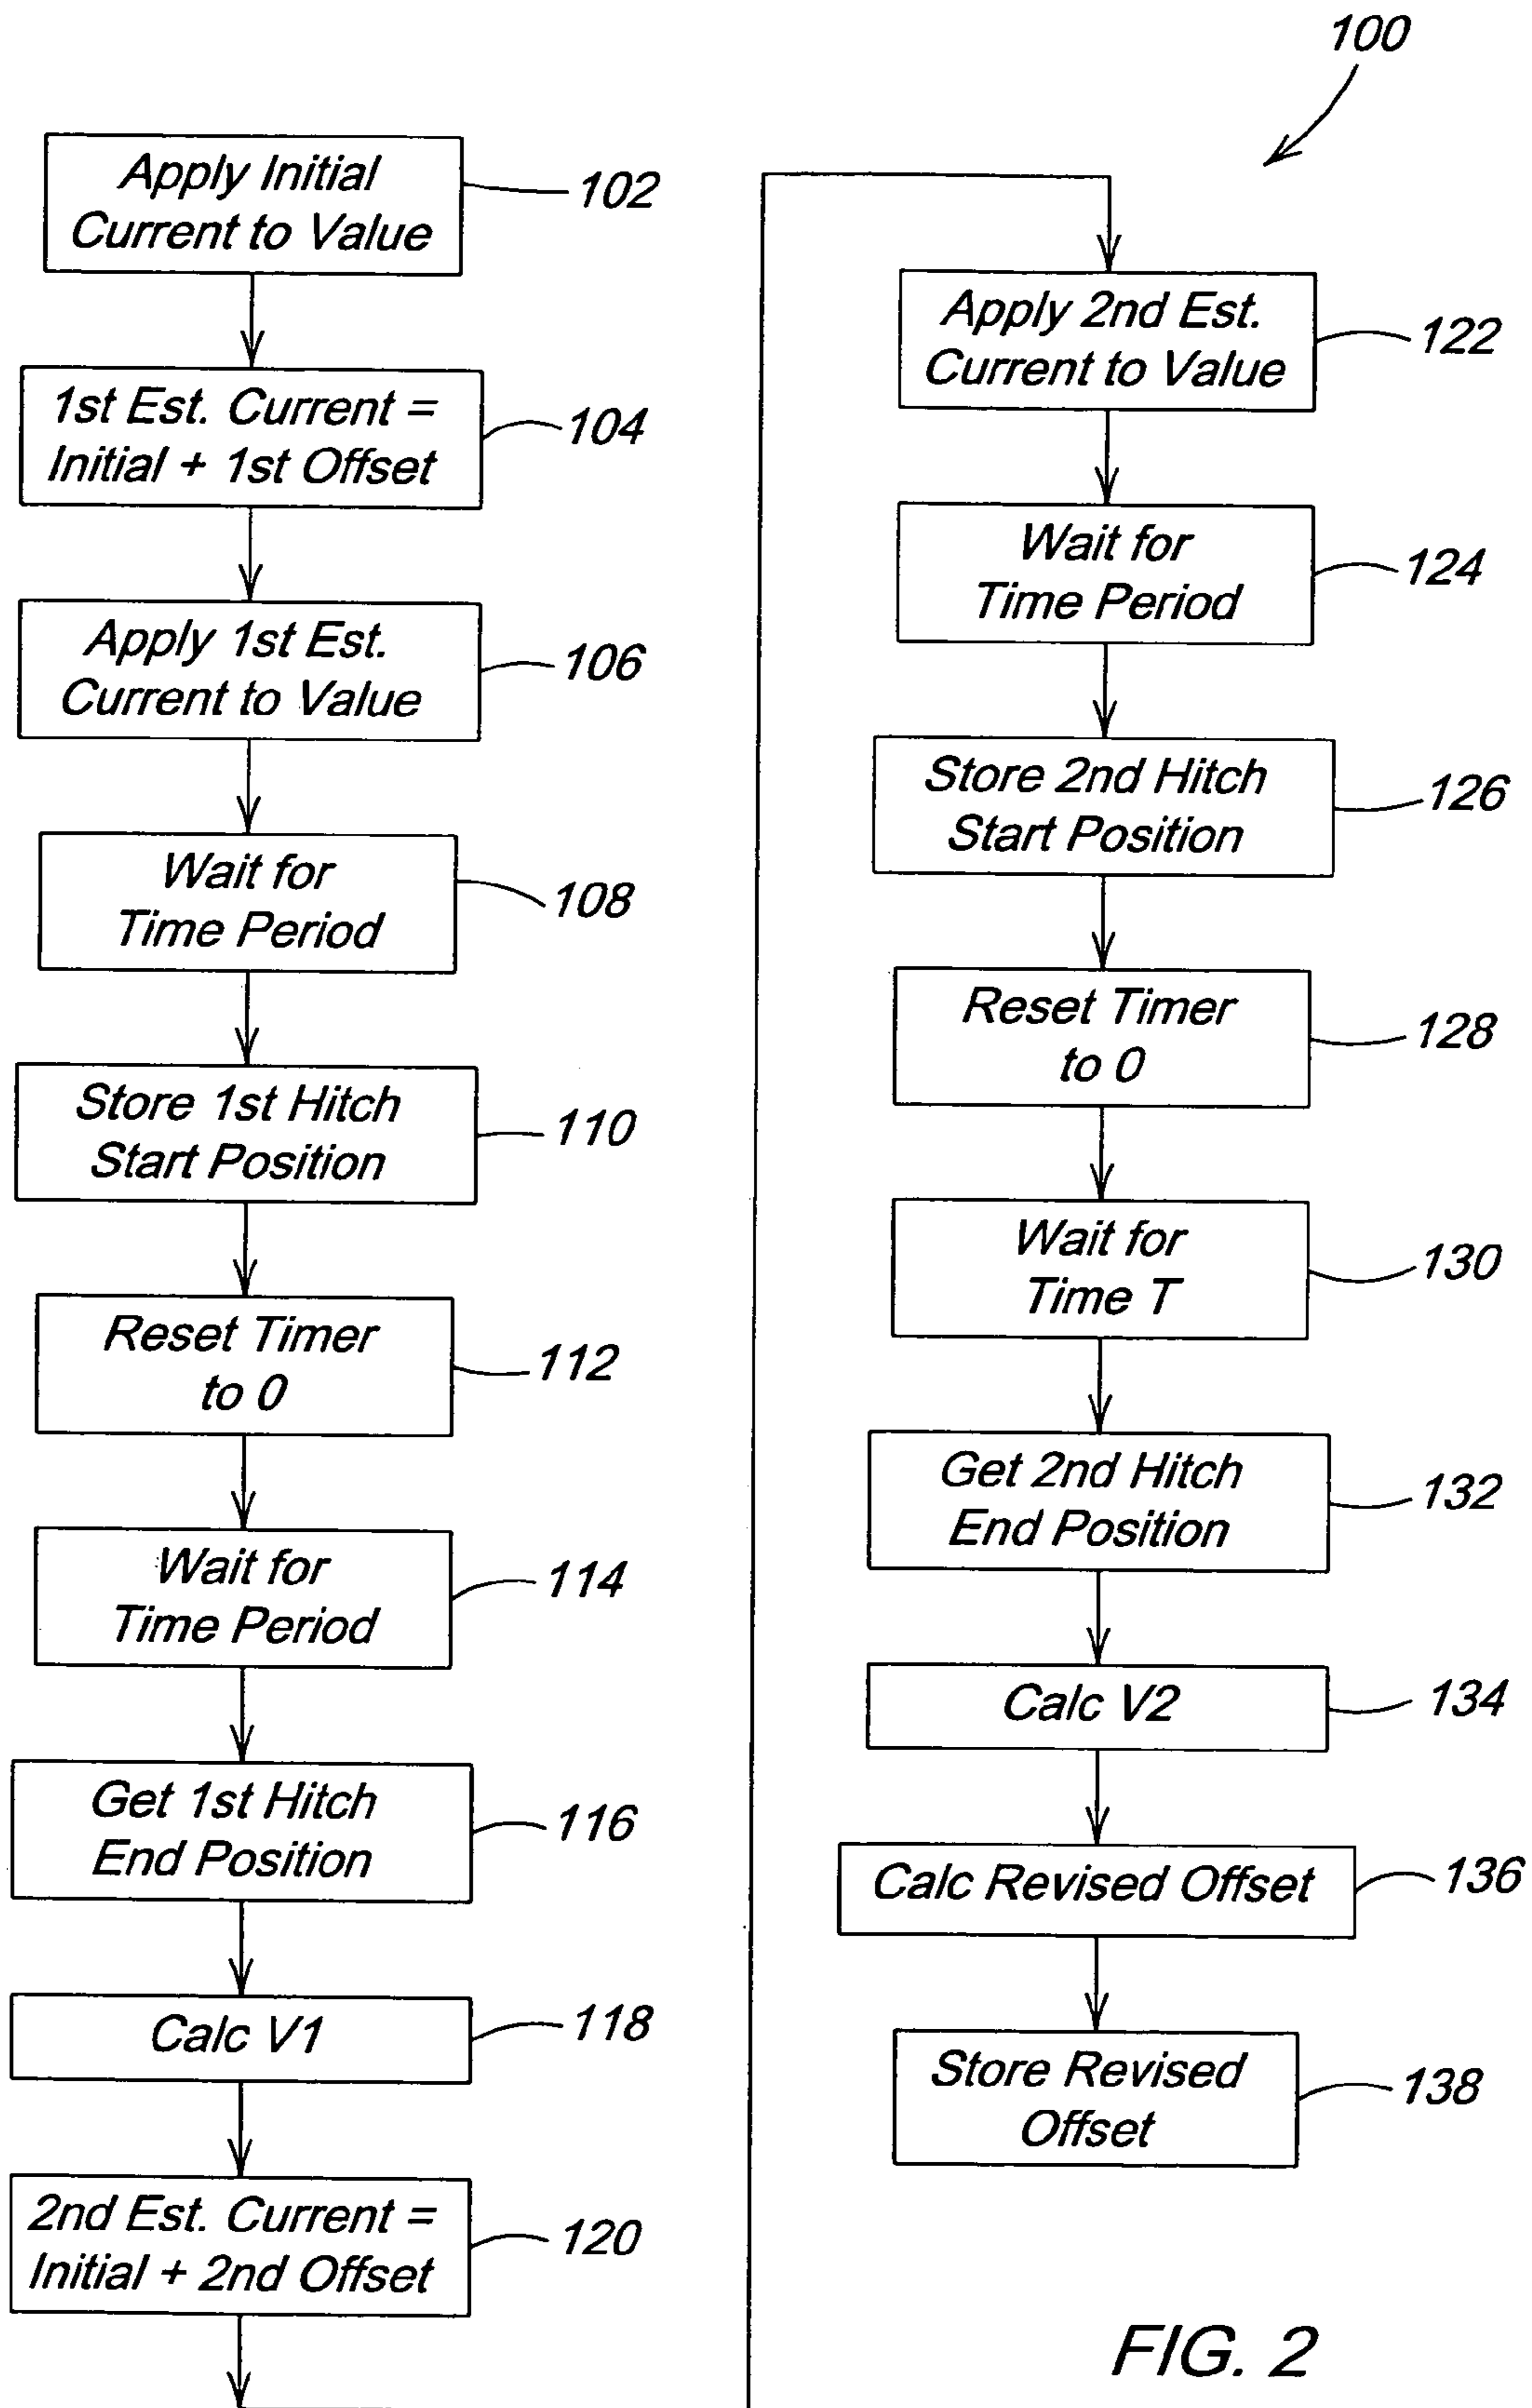 100
Apply Initial
Current to Value
102
1st Est. Current =
Initial + 1st Offset
104
Apply 1st Est.
Current to Value
106
Wait for
Time Period
108
Store 1st Hitch
Start Position
110
Reset Timer
to 0
112
Wait for
Time Period
114
Get 1st Hitch
End Position
116
Calc V1
118
2nd Est. Current =
Initial + 2nd Offset
120
Apply 2nd Est.
Current to Value
122
Wait for
Time Period
124
Store 2nd Hitch
Start Position
126
Reset Timer
to 0
128
Wait for
Time T
130
Get 2nd Hitch
End Position
132
Calc V2
134
Calc Revised Offset
136
Store Revised
Offset
138
FIG. 2